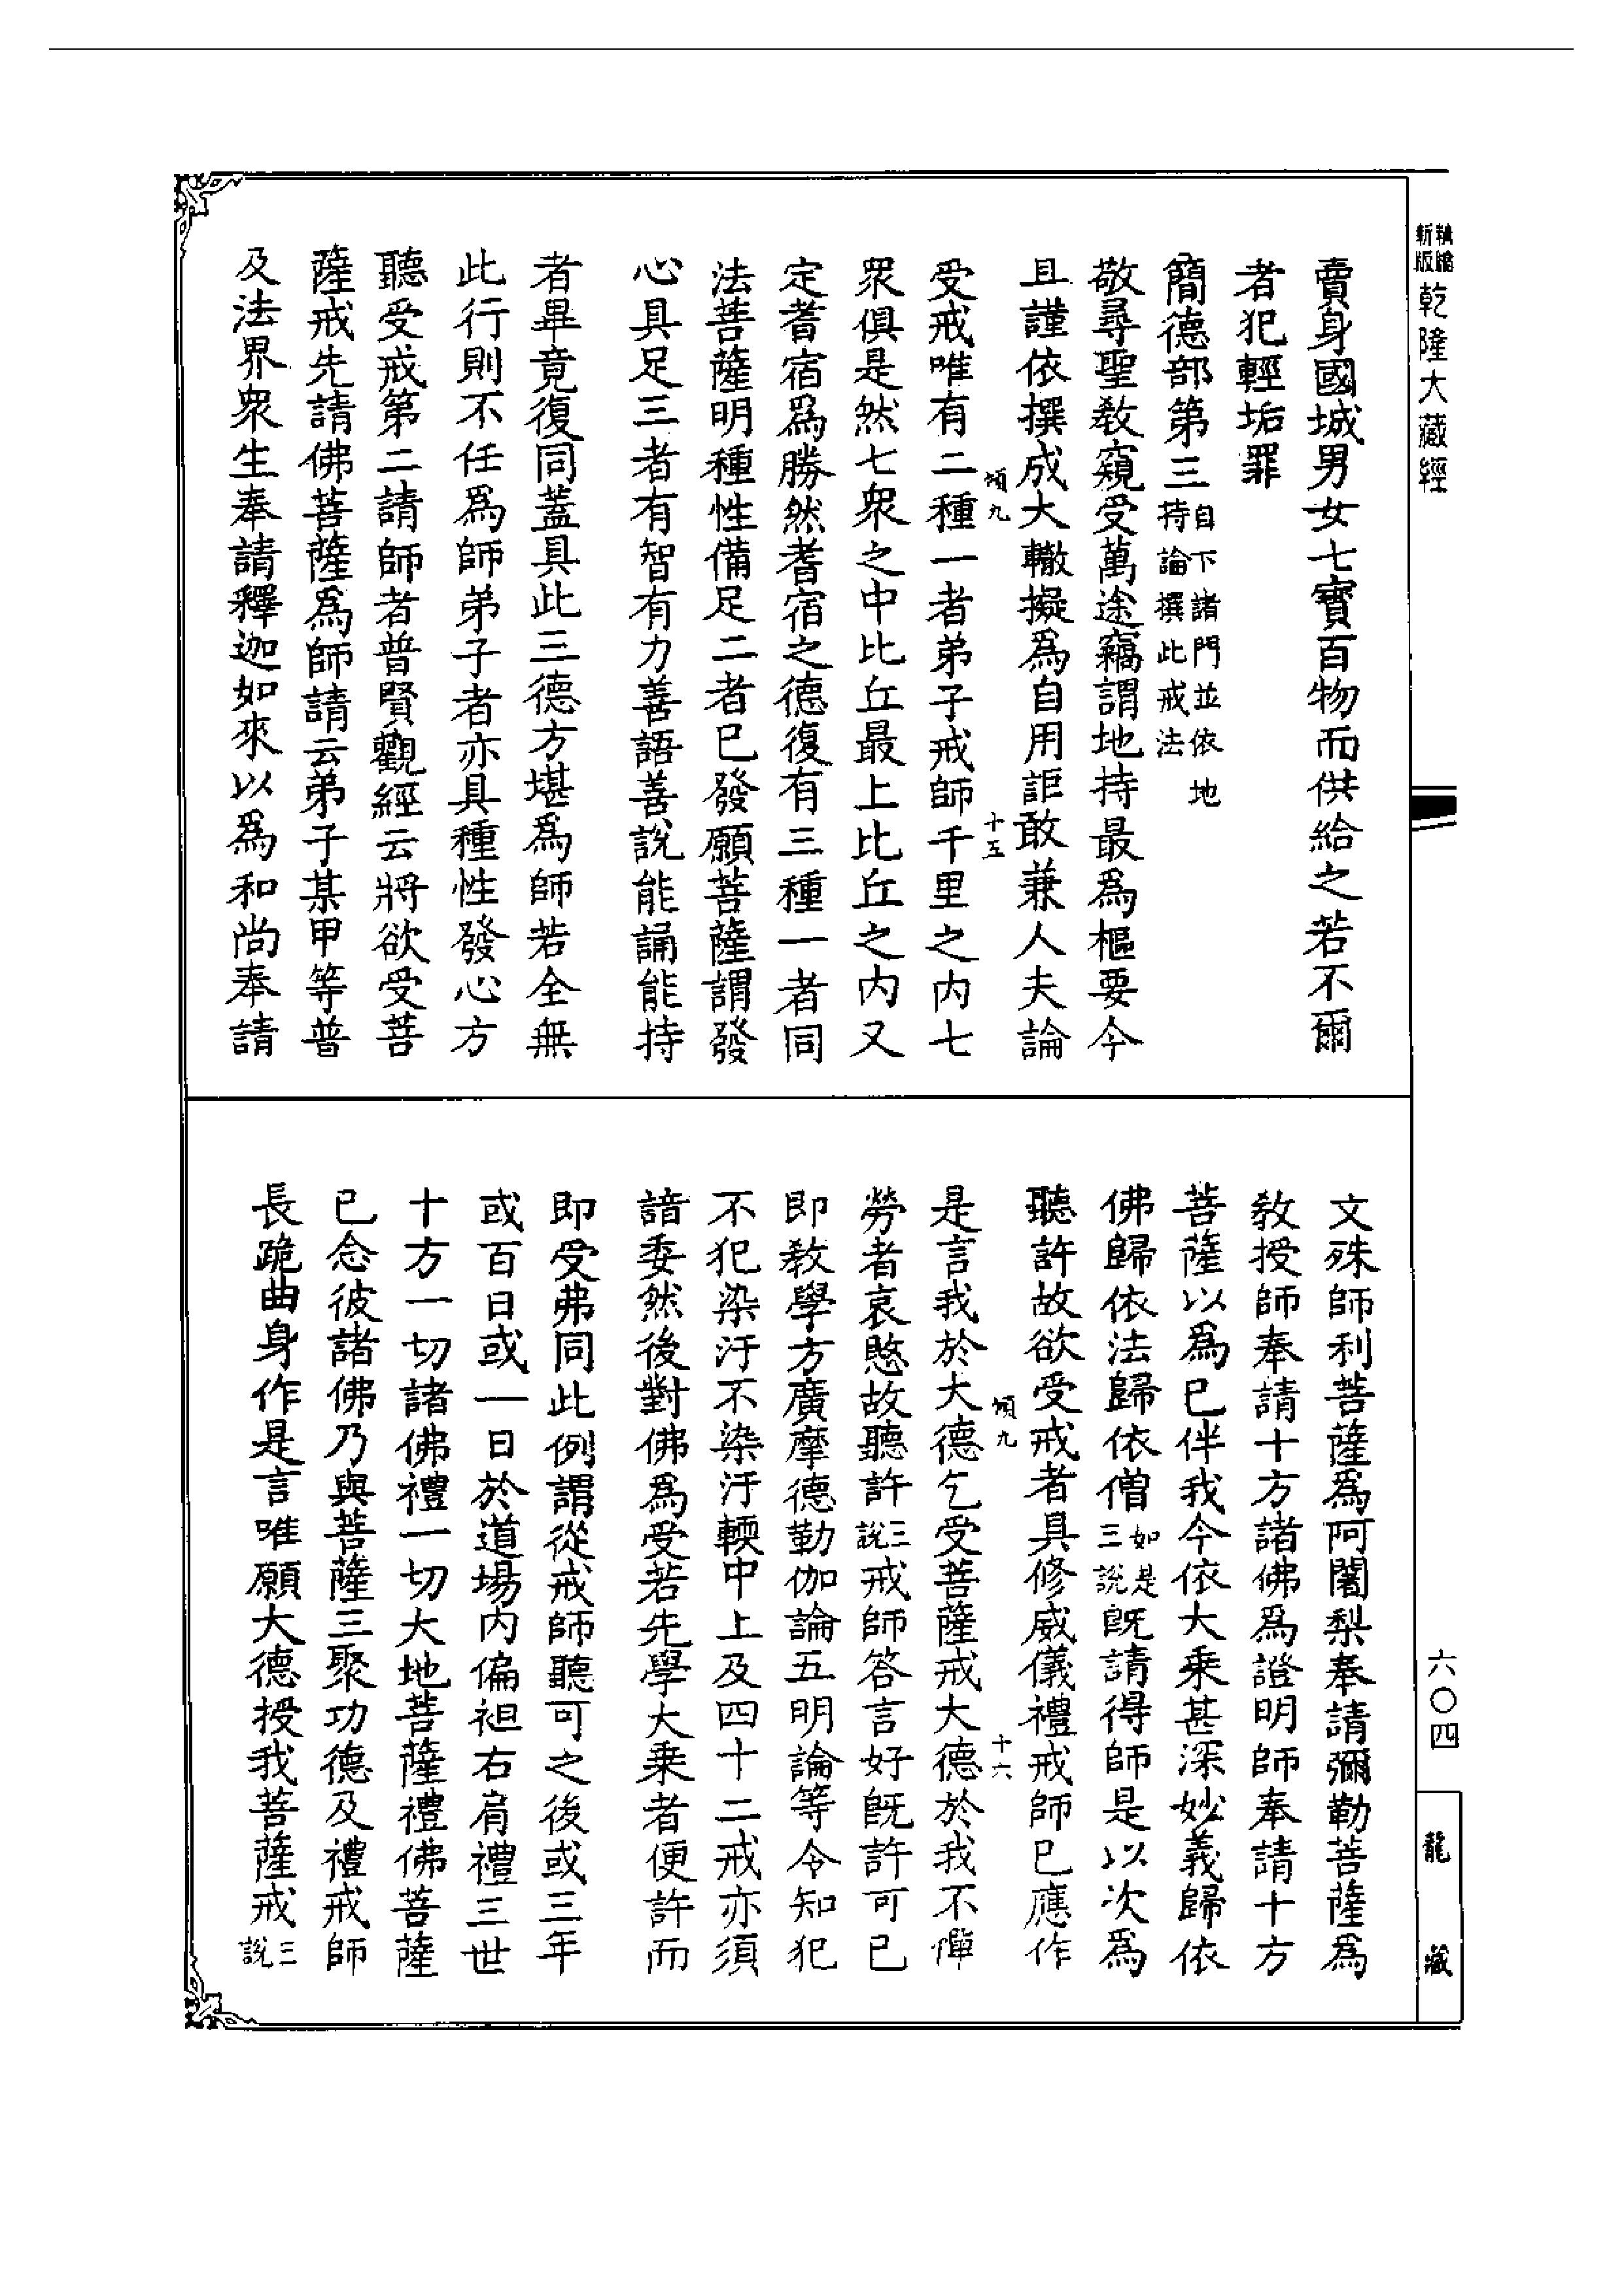 新版精縮乾隆大藏經
賣身國城男女七寶百物而供給之若不爾
者犯輕垢罪
簡德部第三自下諸門並依地持論撰此戒法
敬尋聖教窺受萬途竊謂地持最爲樞要今
且謹依撰成大轍擬爲自用詎敢兼人夫論
傾九 十五
受戒唯有二種一者弟子戒師千里之内七
眾俱是然七眾之中比丘最上比丘之内又
定耆宿爲勝然耆宿之德復有三種一者同
法菩薩明種性備足二者已發願菩薩謂發
心具足三者有智有力善語善說能誦能持
者畢竟復同蓋具此三德方堪爲師若全無
此行則不任爲師弟子者亦具種性發心方
聽受戒第二請師者普賢觀經云將欲受菩
薩戒先請佛菩薩爲師請云弟子某甲等普
及法界眾生奉請釋迦如來以爲和尚奉請
文殊師利菩薩爲阿闍梨奉請彌勒菩薩爲
教授師奉請十方諸佛爲證明師奉請十方
菩薩以爲已伴我今依大乘甚深妙義歸依
佛歸依法歸依僧如是三說既請得師是以次爲
聽許故欲受戒者具修威儀禮戒師已應作
傾九 十六
是言我於大德乞受菩薩戒大德於我不憚
勞者哀愍故聽許三說戒師答言好既許可已
即教學方廣摩德勒伽論五明論等令知犯
不犯染汙不染汙輭中上及四十二戒亦須
諳委然後對佛爲受若先學大乘者便許而
即受弗同此例謂從戒師聽可之後或三年
或百日或一日於道場内偏袒右肩禮三世
十方一切諸佛禮一切大地菩薩禮佛菩薩
已念彼諸佛乃與菩薩三聚功德及禮戒師
長跪曲身作是言唯願大德授我菩薩戒三說
六〇四
龍藏